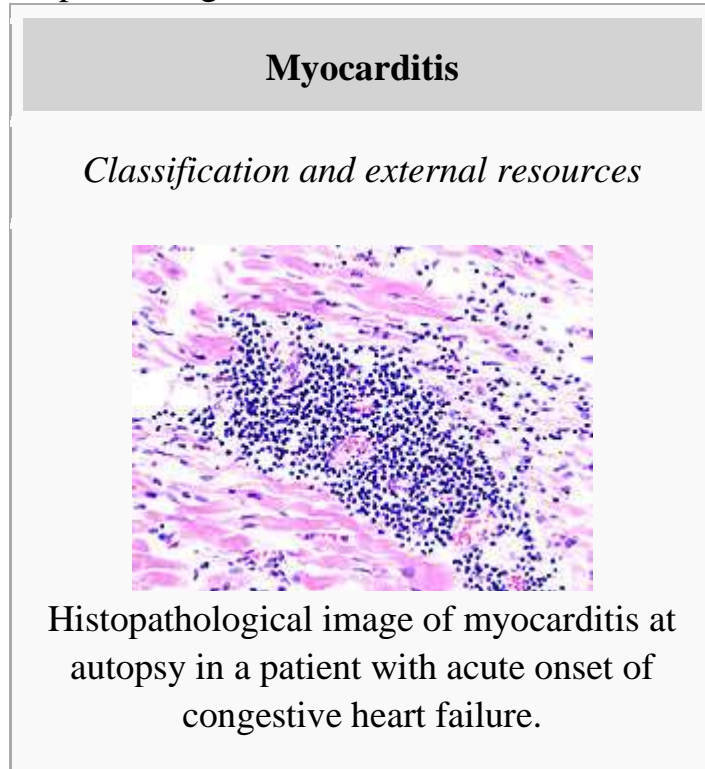 Myocarditis
Classification and external resources
Histopathological image of myocarditis at
autopsy in a patient with acute onset of
congestive heart failure.